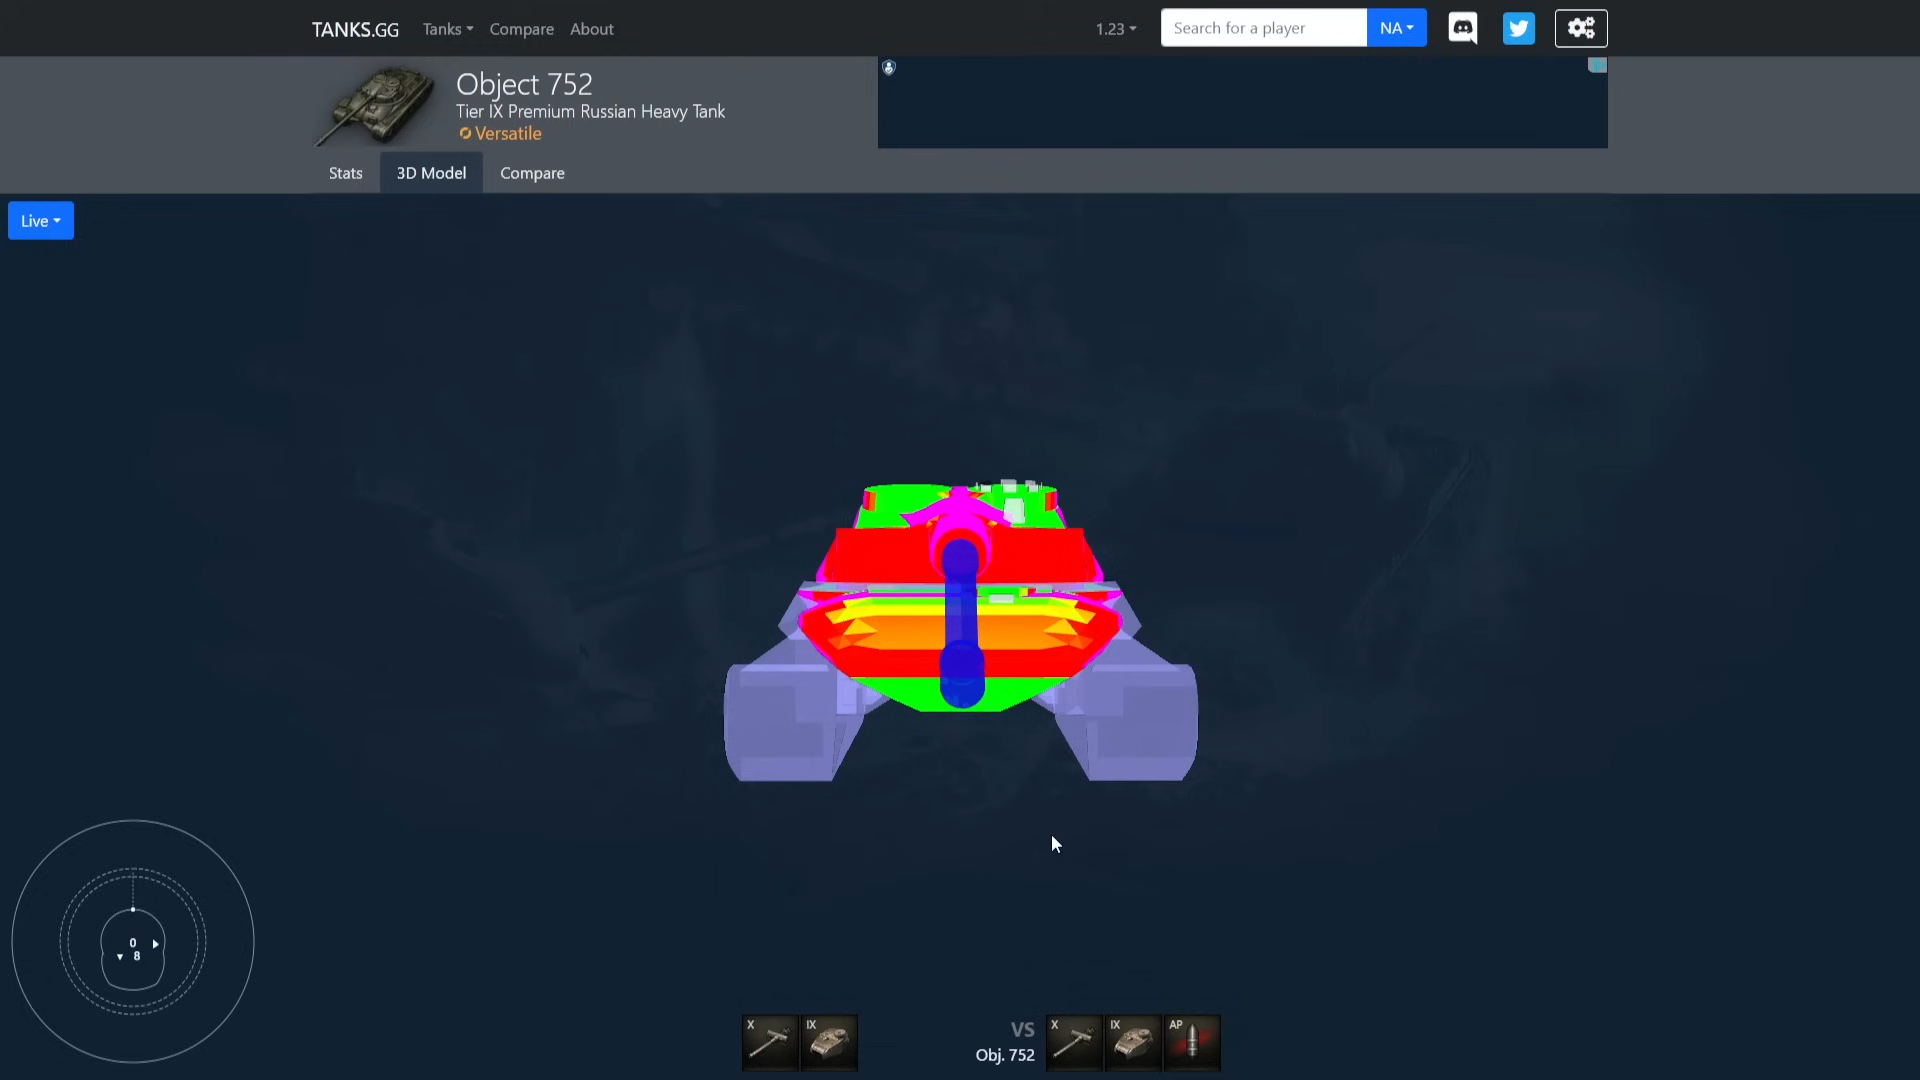 TANKS.GG Tanks Compare About 1.23 Search for a player NA
Object 752
Tier IX Premium Russian Heavy Tank
Versatile
Stats 3D Model Compare
Live
0
8
X IX VS X IX AP
Obj. 752